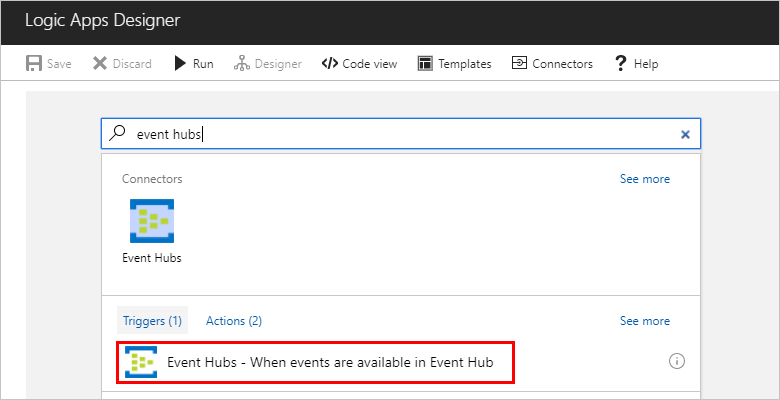 Logic Apps Designer
Save Discard Run Designer Code view Templates Connectors Help
event hubs
Connectors See more
Event Hubs
Triggers (1) Actions (2) See more
Event Hubs - When events are available in Event Hub